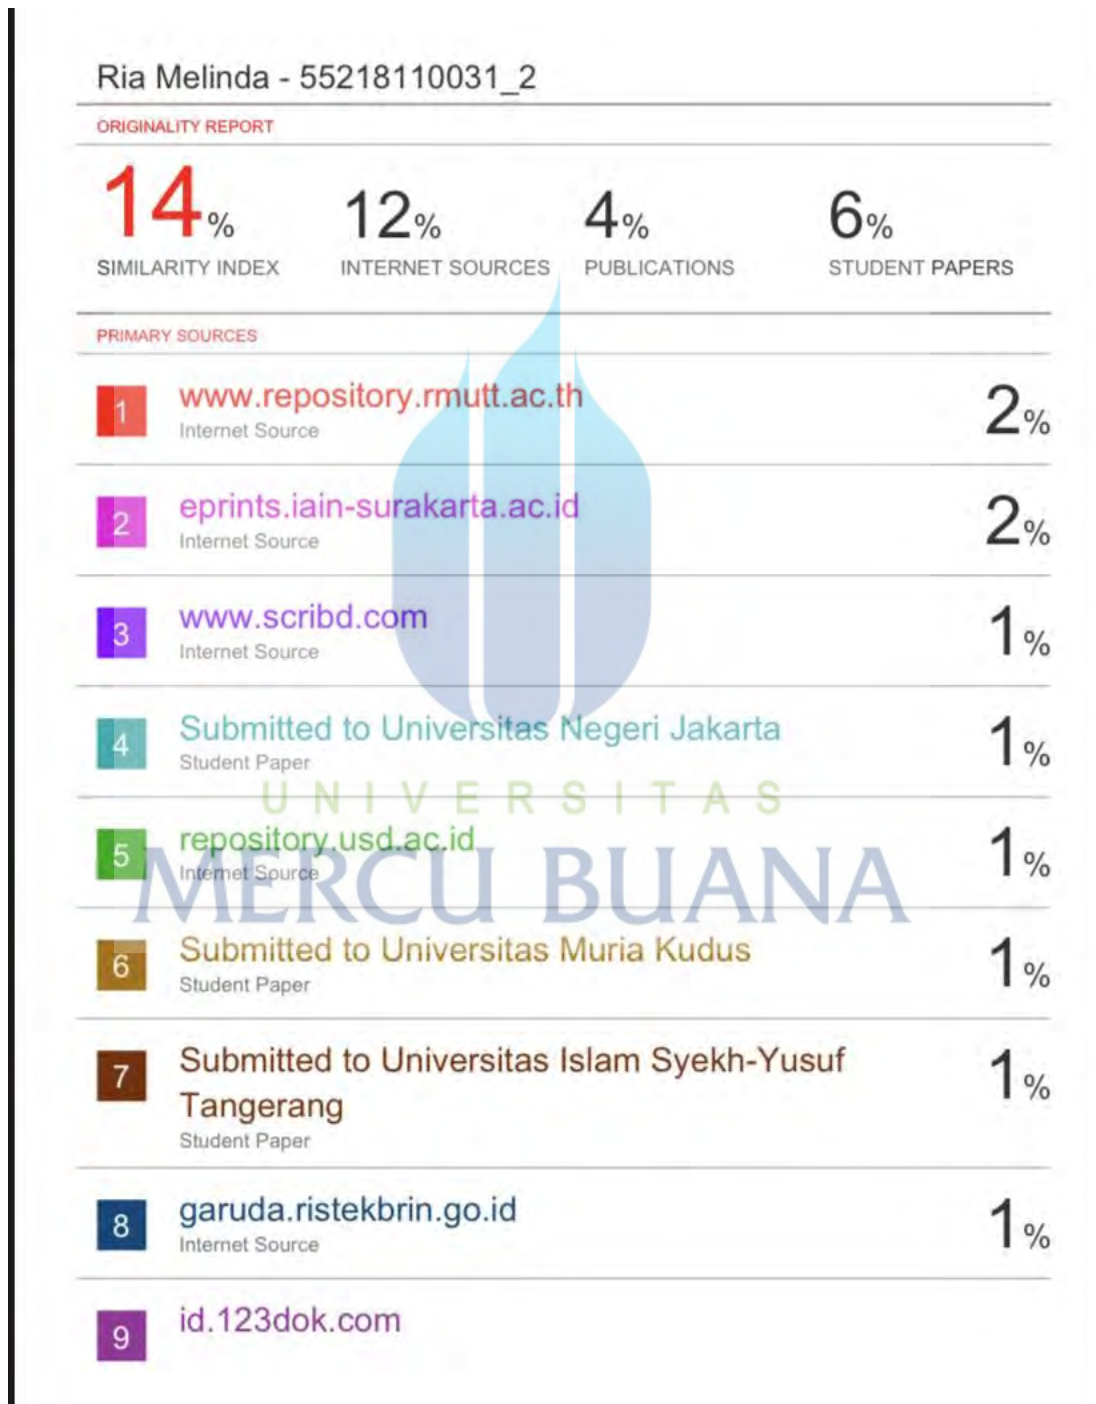 Ria Melinda - 55218110031_2
ORIGINALITY REPORT
14% 12% 4% 6%
SIMILARITY INDEX INTERNET SOURCES PUBLICATIONS STUDENT PAPERS
PRIMARY SOURCES
1 www.repository.rmutt.ac.th 2%
Internet Source
2 eprints.iain-surakarta.ac.id 2%
Internet Source
3 www.scribd.com 1%
Internet Source
4 Submitted to Universitas Negeri Jakarta 1%
Student Paper
UNIVERSITAS
5 repository.usd.ac.id 1%
Internet Source
MERCU BUANA
6 Submitted to Universitas Muria Kudus 1%
Student Paper
7 Submitted to Universitas Islam Syekh-Yusuf 1%
Tangerang
Student Paper
8 garuda.ristekbrin.go.id 1%
Internet Source
9 id.123dok.com